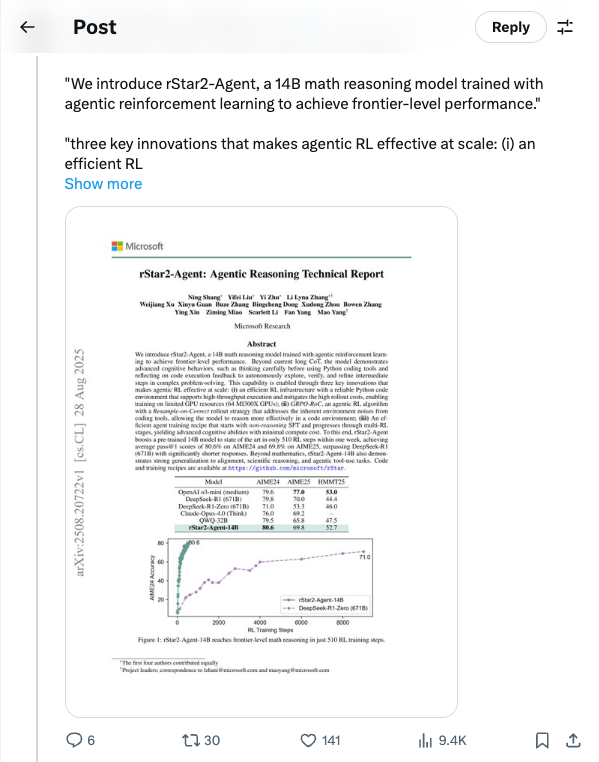 Post
Reply
"We introduce rStar2-Agent, a 14B math reasoning model trained with
agentic reinforcement learning to achieve frontier-level performance."
"three key innovations that makes agentic RL effective at scale: (i) an
efficient RL
Show more
Microsoft
rStar2-Agent: Agentic Reasoning Technical Report
Ning Shang* Yifei Liu* Yi Zhu* Li Lyna Zhang*†
Weijiang Xu Xinyu Guan Buze Zhang Bingcheng Dong Xudong Zhou Bowen Zhang
Ying Xin Ziming Miao Scarlett Li Fan Yang Mao Yang†
Microsoft Research
Abstract
We introduce rStar2-Agent, a 14B math reasoning model trained with agentic reinforcement learn-
ing to achieve frontier-level performance. Beyond current long CoT, the model demonstrates
advanced cognitive behaviors, such as thinking carefully before using Python coding tools and
reflecting on code execution feedback to autonomously explore, verify, and refine intermediate
steps in complex problem-solving. This capability is enabled through three key innovations that
makes agentic RL effective at scale: (i) an efficient RL infrastructure with a reliable Python code
environment that supports high-throughput execution and mitigates the high rollout costs, enabling
training on limited GPU resources (64 MI300X GPUs); (ii) GRPO-RoC, an agentic RL algorithm
with a Resample-on-Correct rollout strategy that addresses the inherent environment noises from
coding tools, allowing the model to reason more effectively in a code environment; (iii) An ef-
ficient agent training recipe that starts with non-reasoning SFT and progresses through multi-RL
stages, yielding advanced cognitive abilities with minimal compute cost. To this end, rStar2-Agent
boosts a pre-trained 14B model to state of the art in only 510 RL steps within one week, achieving
average pass@1 scores of 80.6% on AIME24 and 69.8% on AIME25, surpassing DeepSeek-R1
(671B) with significantly shorter responses. Beyond mathematics, rStar2-Agent-14B also demon-
strates strong generalization to alignment, scientific reasoning, and agentic tool-use tasks. Code
and training recipes are available at https://github.com/microsoft/rStar.
arXiv:2508.20722v1 [cs.CL] 28 Aug 2025
Model AIME24 AIME25 HMMT25
OpenAI o3-mini (medium) 79.6 77.0 53.0
DeepSeek-R1 (671B) 79.8 70.0 44.4
DeepSeek-R1-Zero (671B) 71.0 53.3 46.0
Claude-Opus-4.0 (Think) 76.0 69.2 -
QWQ-32B 79.5 65.8 47.5
rStar2-Agent-14B 80.6 69.8 52.7
AIME24 Accuracy
80
60
40
20
80.6
71.0
rStar2-Agent-14B
DeepSeek-R1-Zero (671B)
0 2000 4000 6000 8000
RL Training Steps
Figure 1: rStar2-Agent-14B reaches frontier-level math reasoning in just 510 RL training steps.
*The first four authors contributed equally
†Project leaders; correspondence to lzhani@microsoft.com and maoyang@microsoft.com
6 30 141 9.4K